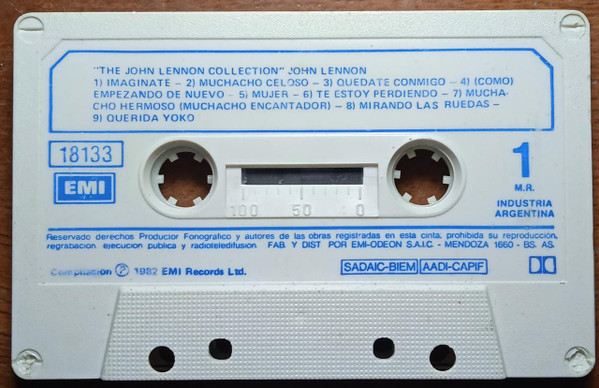 "THE JOHN LENNON COLLECTION" JOHN LENNON
1) IMAGINATE – 2) MUCHACHO CELOSO – 3) QUEDATE CONMIGO – 4) (COMO)
EMPEZANDO DE NUEVO – 5) MUJER – 6) TE ESTOY PERDIENDO – 7) MUCHA-
CHO HERMOSO (MUCHACHO ENCANTADOR) – 8) MIRANDO LAS RUEDAS –
9) QUERIDA YOKO
18133
EMI
100 50 0
1
M.R.
INDUSTRIA
ARGENTINA
Reservado derechos Productor Fonográfico y autores de las obras registradas en esta cinta, prohibida su reproducción,
regrabación ejecución publica y radioteledifusion FAB. Y DIST POR EMI-ODEON S.A.I.C. – MENDOZA 1660 – BS. AS.
Compilación Ⓟ 1982 EMI Records Ltd.
SADAIC-BIEM AADI-CAPIF